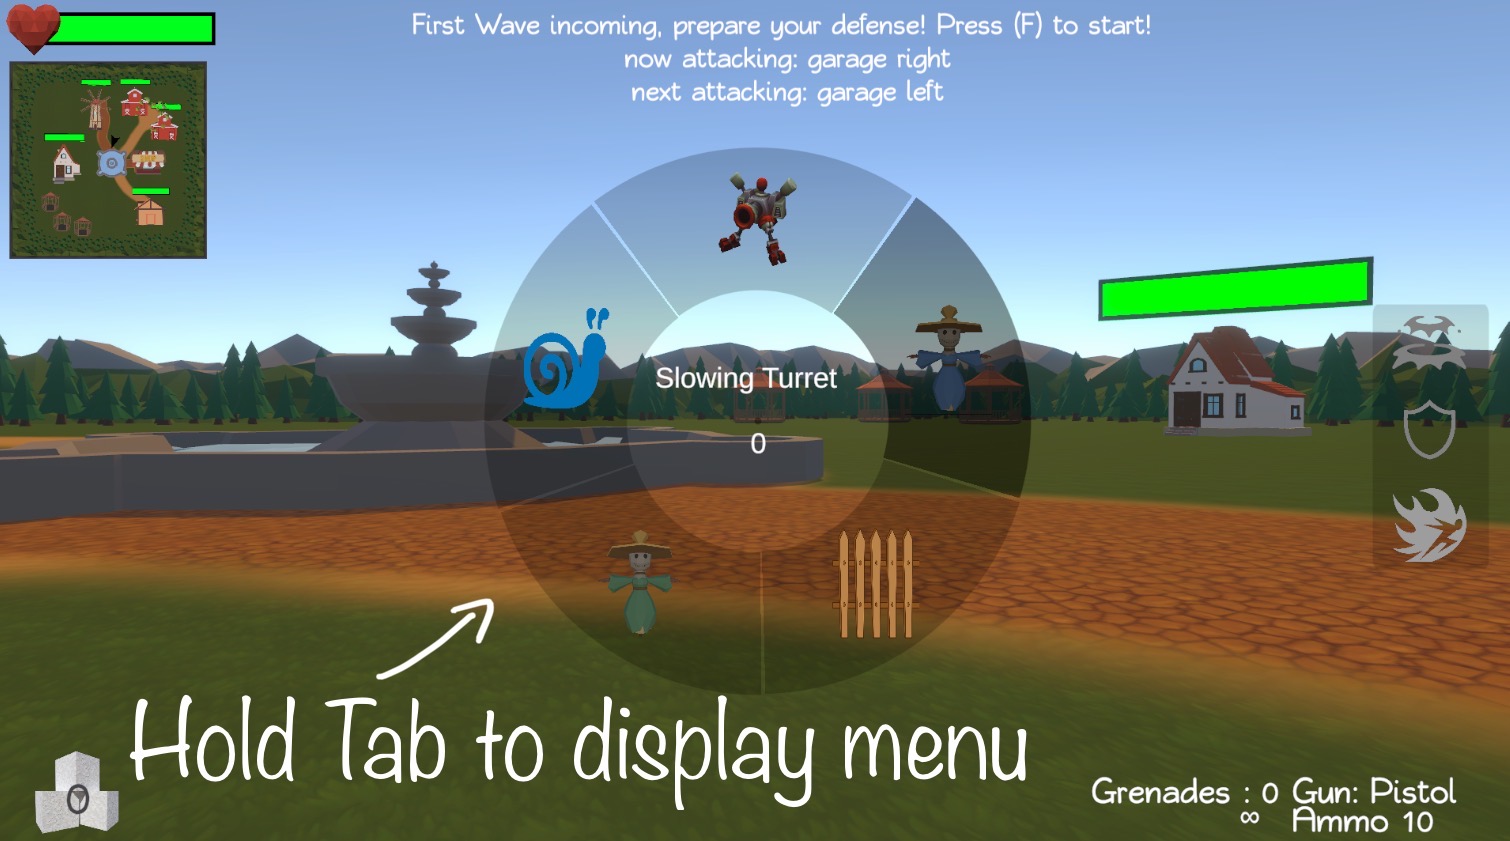 First Wave incoming, prepare your defense! Press (F) to start!
now attacking: garage right
next attacking: garage left
Slowing Turret
0
Hold Tab to display menu
0
Grenades : 0 Gun: Pistol
∞ Ammo 10